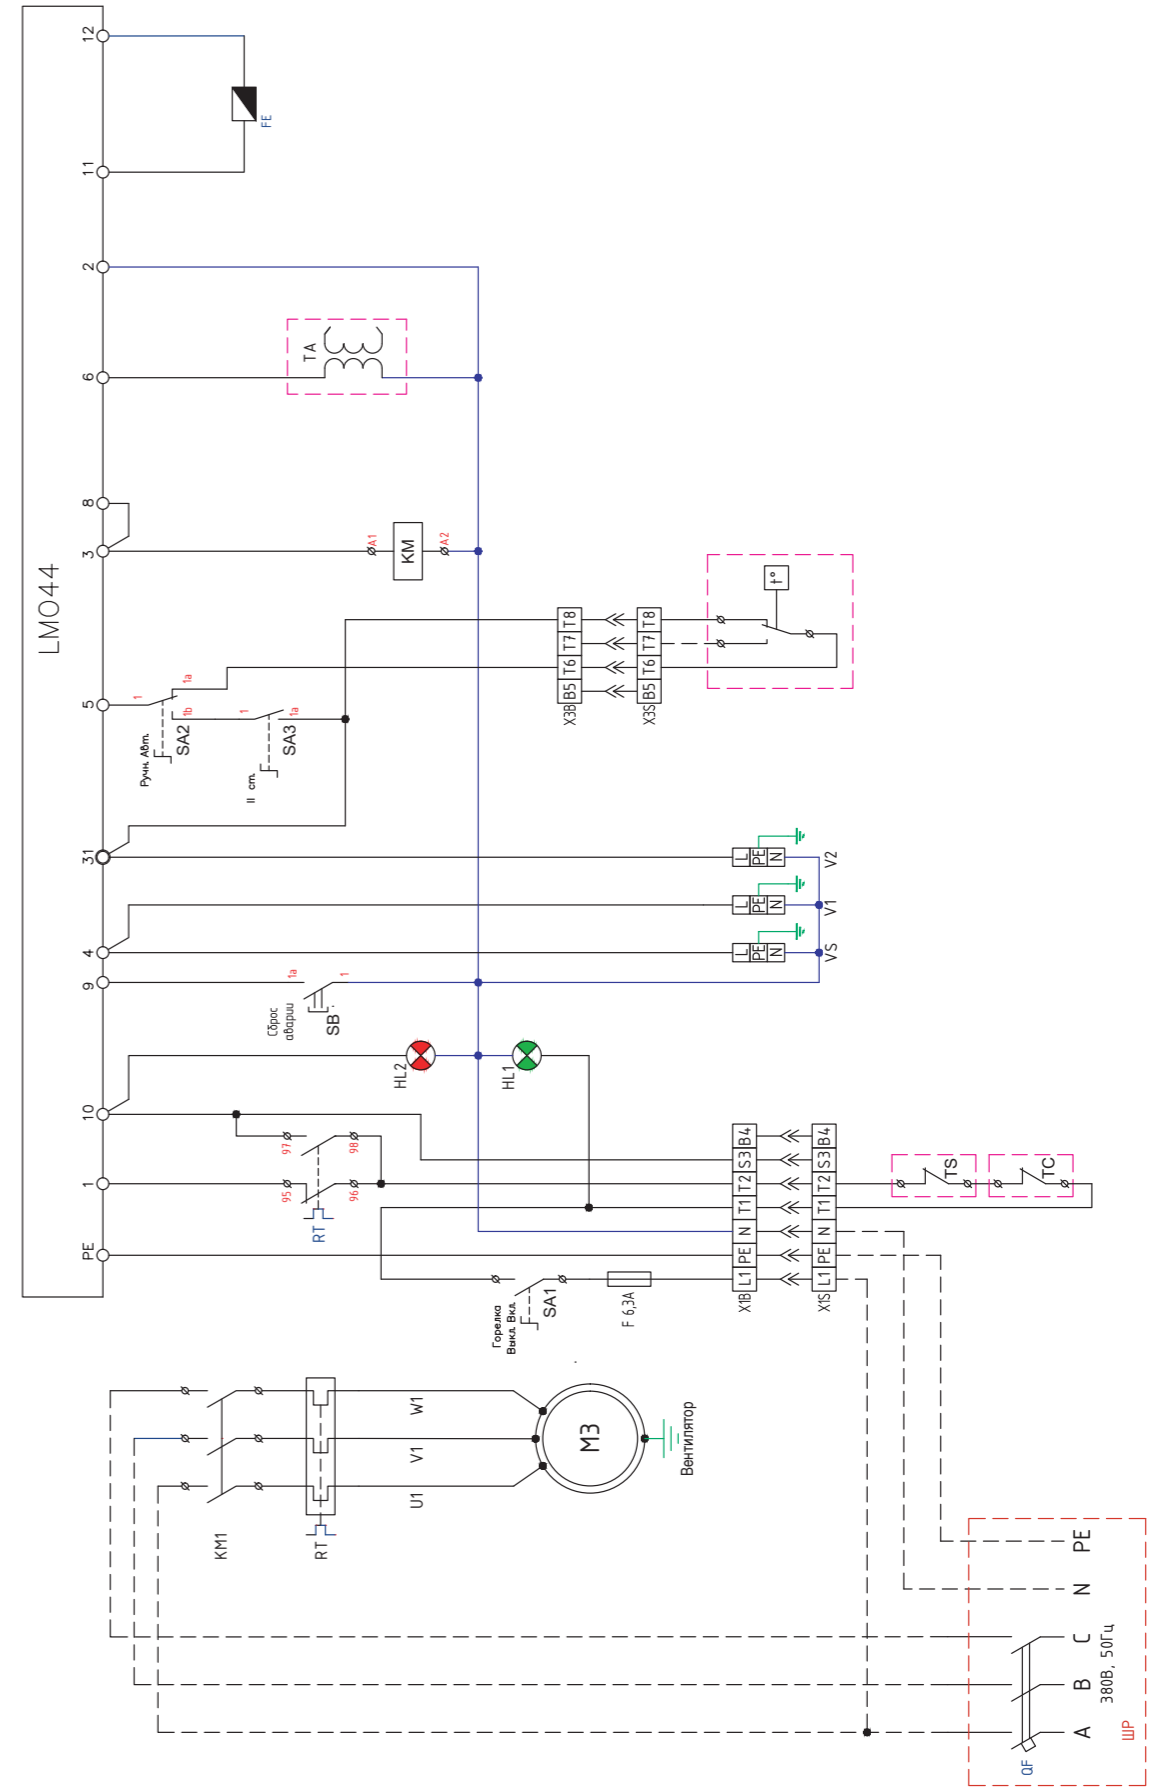 LMO44
PE
1
10
9
4
31
5
3
8
6
2
11
12
FE
TA
A1
KM
A2
1
1a
1b
SA2
Ручн. Авт.
1
1a
SA3
II ст.
X3B
B5
T6
T7
T8
X3S
B5
T6
T7
T8
t°
L
PE
N
V2
L
PE
N
V1
L
PE
N
VS
Сброс
аварии
1a
1
SB
HL2
HL1
97
98
95
96
RT
X1B
L1
PE
N
T1
T2
S3
B4
X1S
L1
PE
N
T1
T2
S3
B4
TS
TC
Горелка
Выкл. Вкл.
SA1
F 6,3A
KM1
RT
U1
V1
W1
M3
Вентилятор
QF
A
B
C
N
PE
380В, 50Гц
ШР